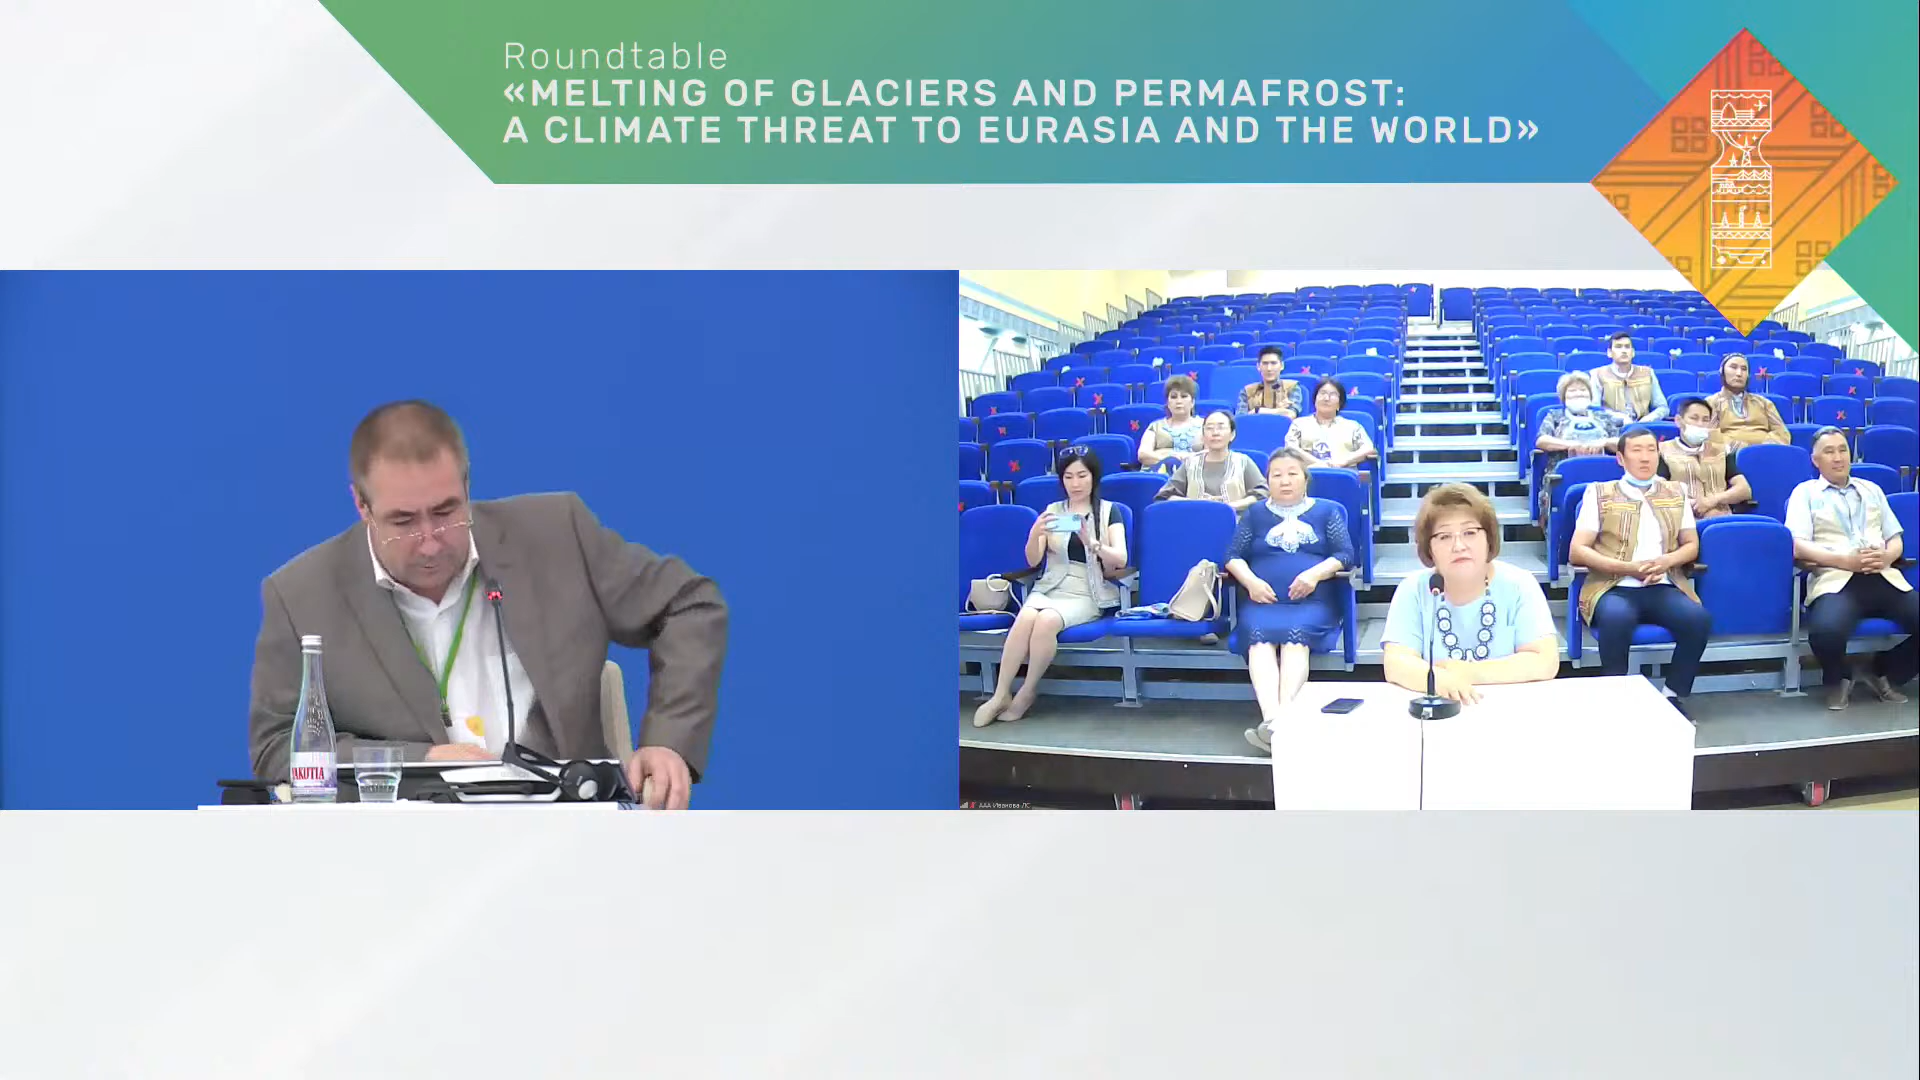 Roundtable
«MELTING OF GLACIERS AND PERMAFROST:
A CLIMATE THREAT TO EURASIA AND THE WORLD»
YAKUTIA